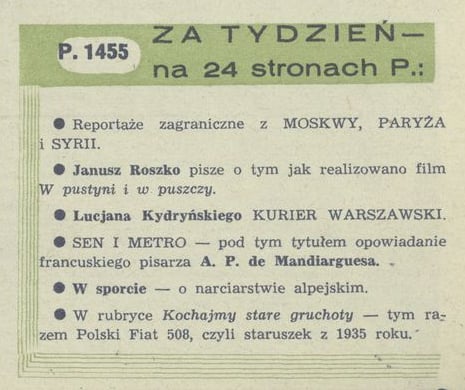 P. 1455
ZA TYDZIEŃ—
na 24 stronach P.:
● Reportaże zagraniczne z MOSKWY, PARYŻA
i SYRII.
● Janusz Roszko pisze o tym jak realizowano film
W pustyni i w puszczy.
● Lucjana Kydryńskiego KURIER WARSZAWSKI.
● SEN I METRO — pod tym tytułem opowiadanie
francuskiego pisarza A. P. de Mandiarguesa.
● W sporcie — o narciarstwie alpejskim.
● W rubryce Kochajmy stare gruchoty — tym ra-
zem Polski Fiat 508, czyli staruszek z 1935 roku.